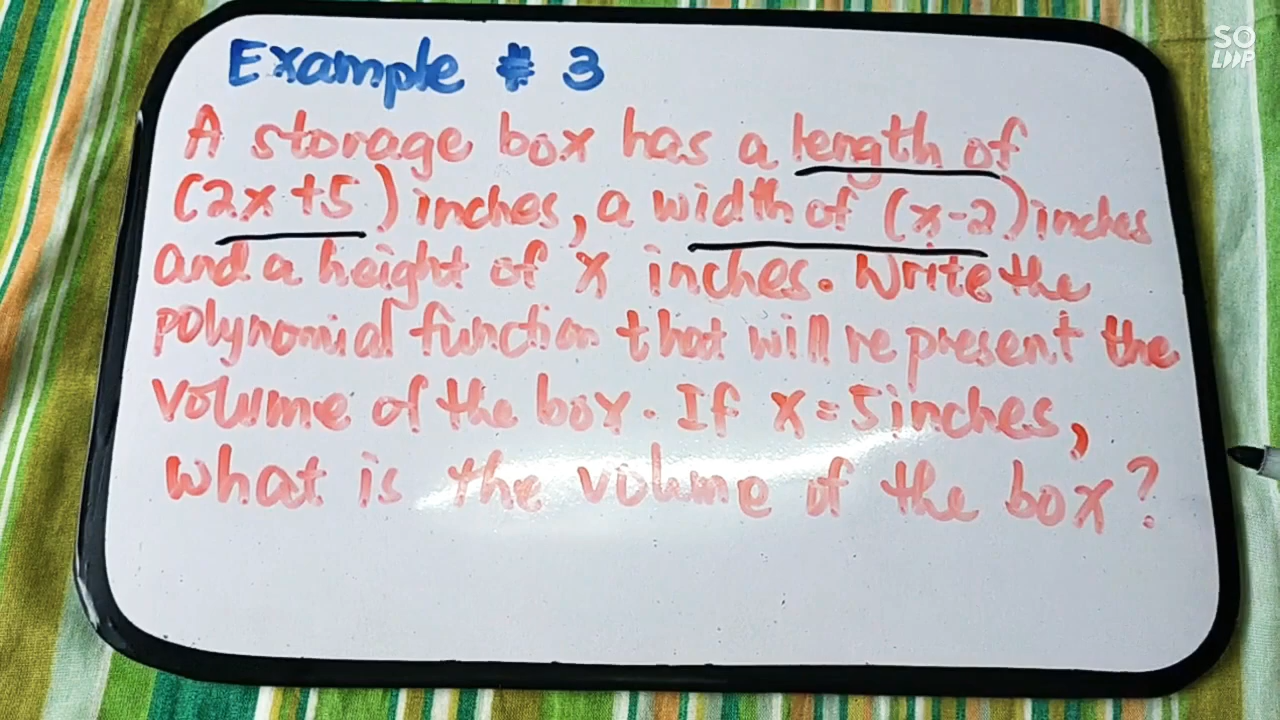 SO
LOOP
Example # 3
A storage box has a length of
(2x+5) inches, a width of (x-2) inches
and a height of x inches. Write the
polynomial function that will represent the
volume of the box. If x = 5 inches,
what is the volume of the box?